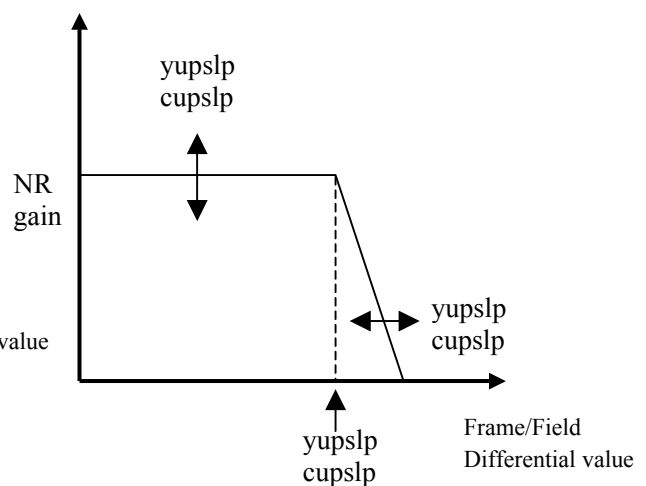 yupslp
cupslp
NR
gain
yupslp
cupslp
value
yupslp
cupslp
Frame/Field
Differential value